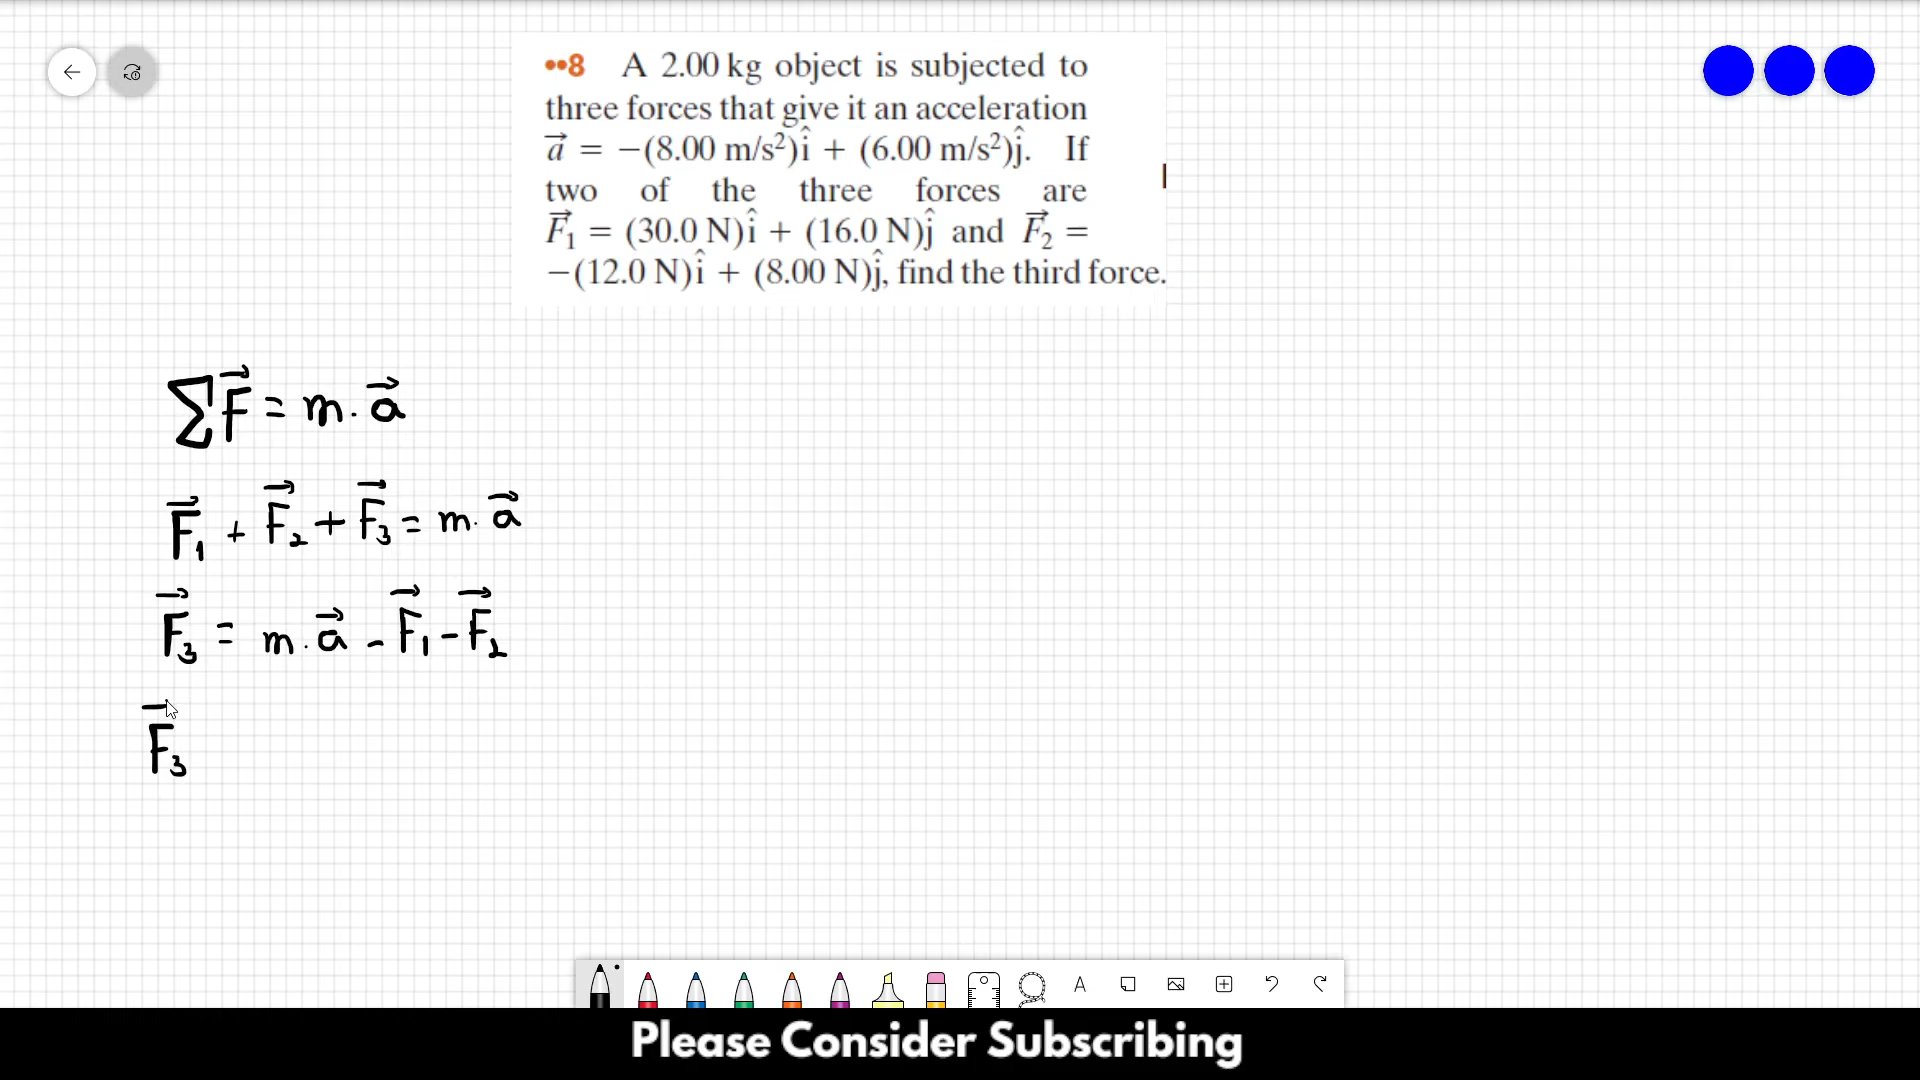 ••8 A 2.00 kg object is subjected to
three forces that give it an acceleration
a⃗ = −(8.00 m/s²)î + (6.00 m/s²)ĵ. If
two of the three forces are
F⃗₁ = (30.0 N)î + (16.0 N)ĵ and F⃗₂ =
−(12.0 N)î + (8.00 N)ĵ, find the third force.
∑F⃗ = m · a⃗
F⃗₁ + F⃗₂ + F⃗₃ = m · a⃗
F⃗₃ = m · a⃗ − F⃗₁ − F⃗₂
F⃗₃
A
Please Consider Subscribing